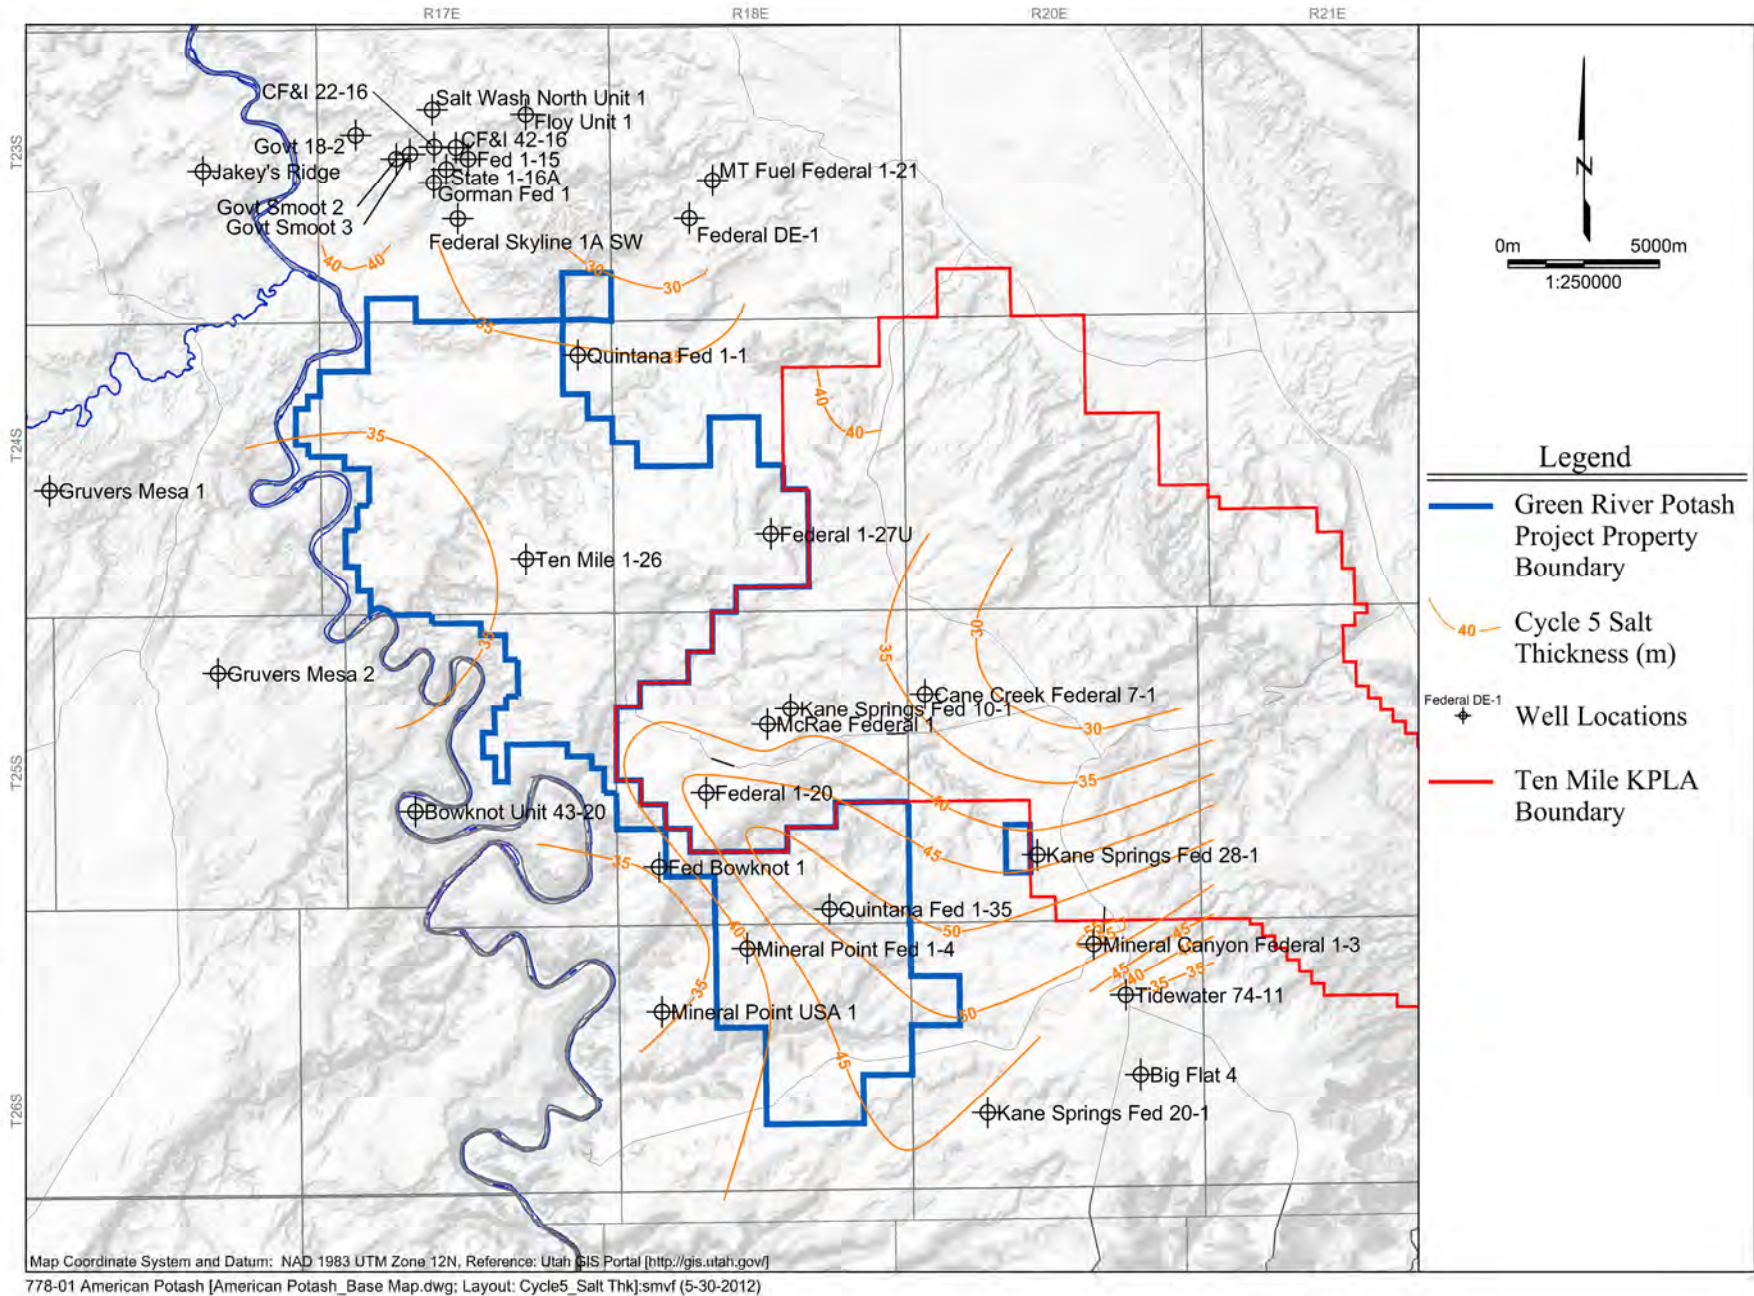 R17E
R18E
R20E
R21E
T23S
T24S
T25S
T26S
CF&I 22-16
Salt Wash North Unit 1
Floy Unit 1
Govt 18-2
CF&I 42-16
Fed 1-15
Jakey's Ridge
State 1-16A
MT Fuel Federal 1-21
Gorman Fed 1
Govt Smoot 2
Govt Smoot 3
Federal Skyline 1A SW
Federal DE-1
40
40
30
30
35
35
Quintana Fed 1-1
40
40
35
Gruvers Mesa 1
Federal 1-27U
Ten Mile 1-26
35
35
30
Gruvers Mesa 2
Cane Creek Federal 7-1
Kane Springs Fed 10-1
McRae Federal 1
30
35
Federal 1-20
40
Bowknot Unit 43-20
35
45
Kane Springs Fed 28-1
Fed Bowknot 1
Quintana Fed 1-35
50
40
55
55
45
Mineral Point Fed 1-4
Mineral Canyon Federal 1-3
45
45
40
35
35
35
Tidewater 74-11
Mineral Point USA 1
50
45
Big Flat 4
Kane Springs Fed 20-1
N
0m
5000m
1:250000
Legend
Green River Potash
Project Property
Boundary
40
Cycle 5 Salt
Thickness (m)
Federal DE-1
Well Locations
Ten Mile KPLA
Boundary
Map Coordinate System and Datum: NAD 1983 UTM Zone 12N, Reference: Utah GIS Portal [http://gis.utah.gov/]
778-01 American Potash [American Potash_Base Map.dwg; Layout: Cycle5_Salt Thk]:smvf (5-30-2012)